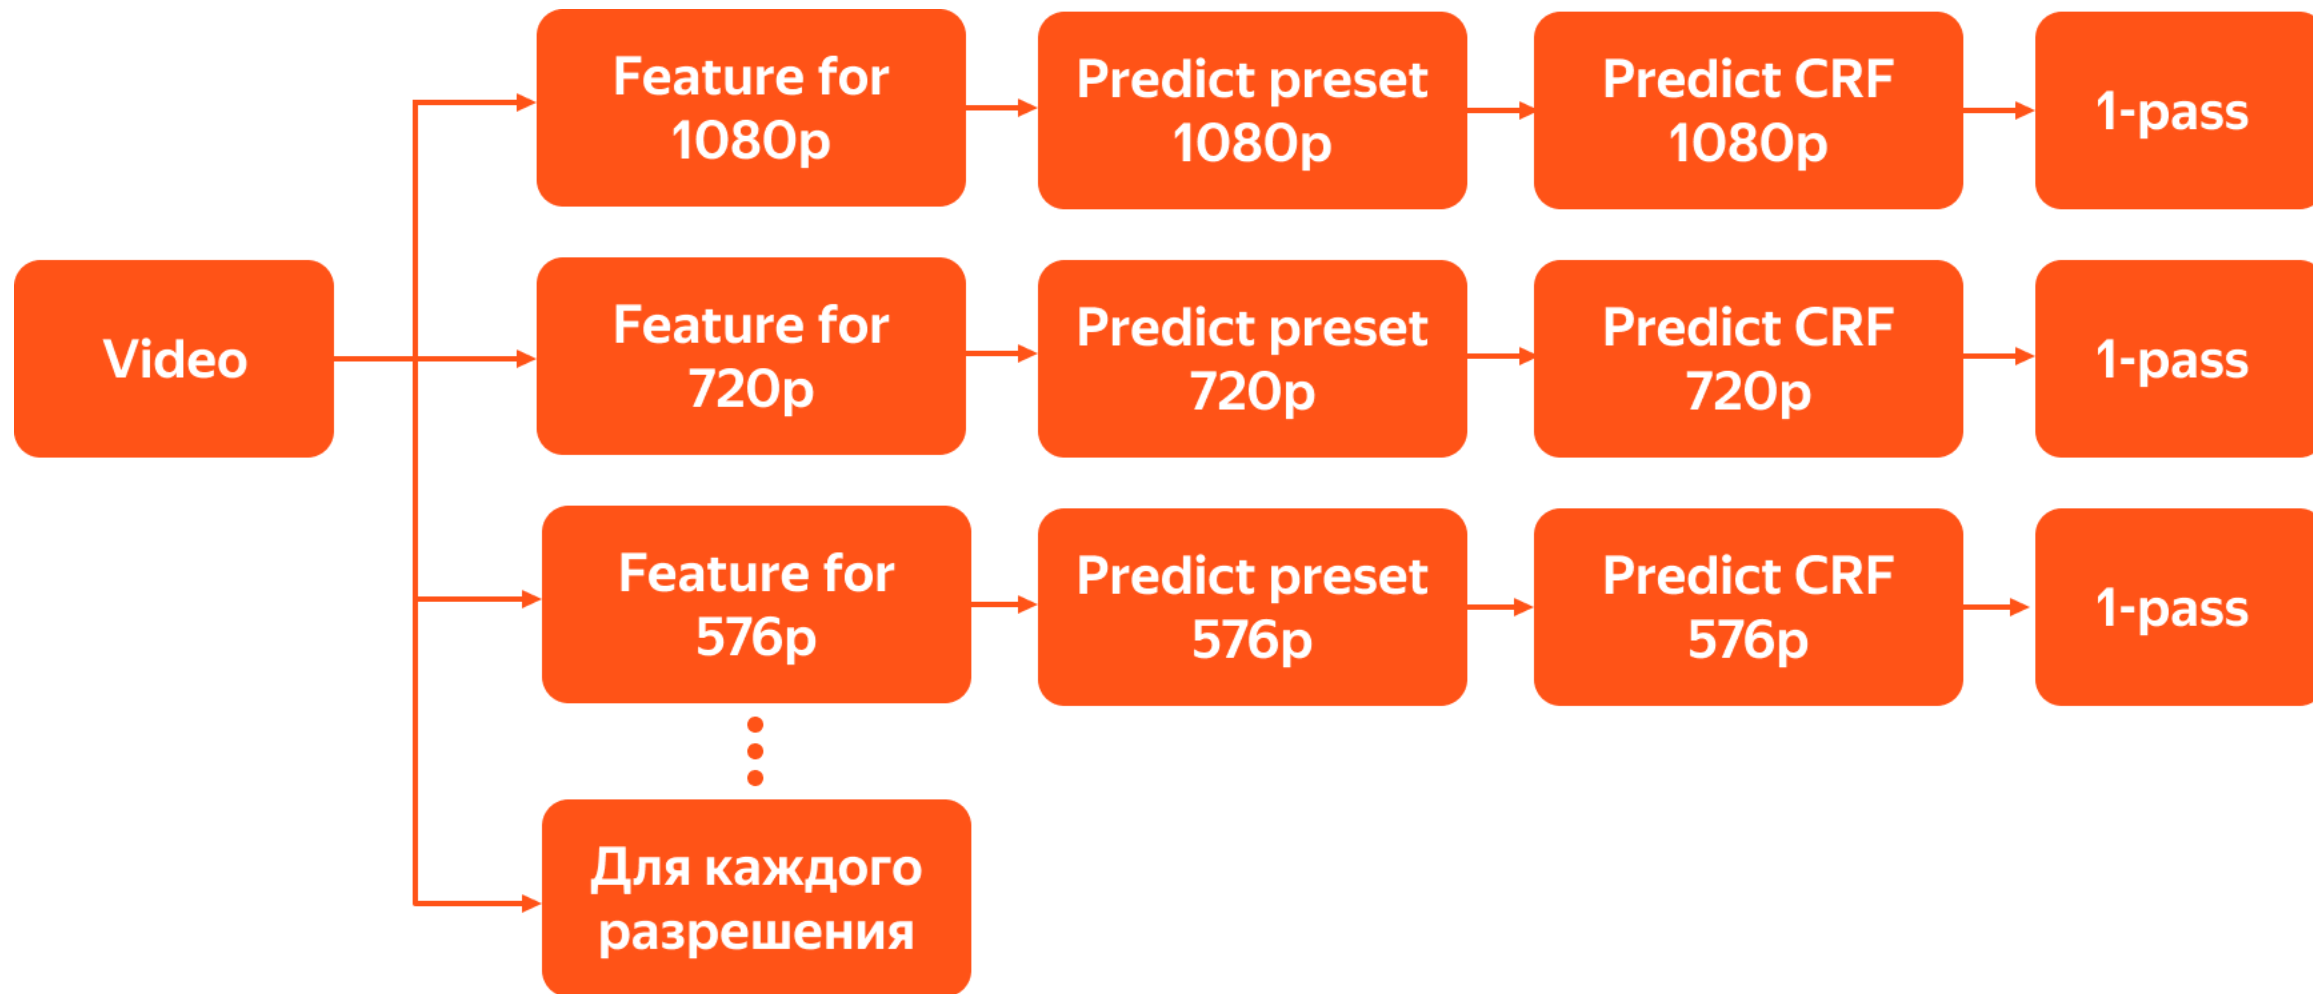 Feature for
1080p
Predict preset
1080p
Predict CRF
1080p
1-pass
Video
Feature for
720p
Predict preset
720p
Predict CRF
720p
1-pass
Feature for
576p
Predict preset
576p
Predict CRF
576p
1-pass
Для каждого
разрешения